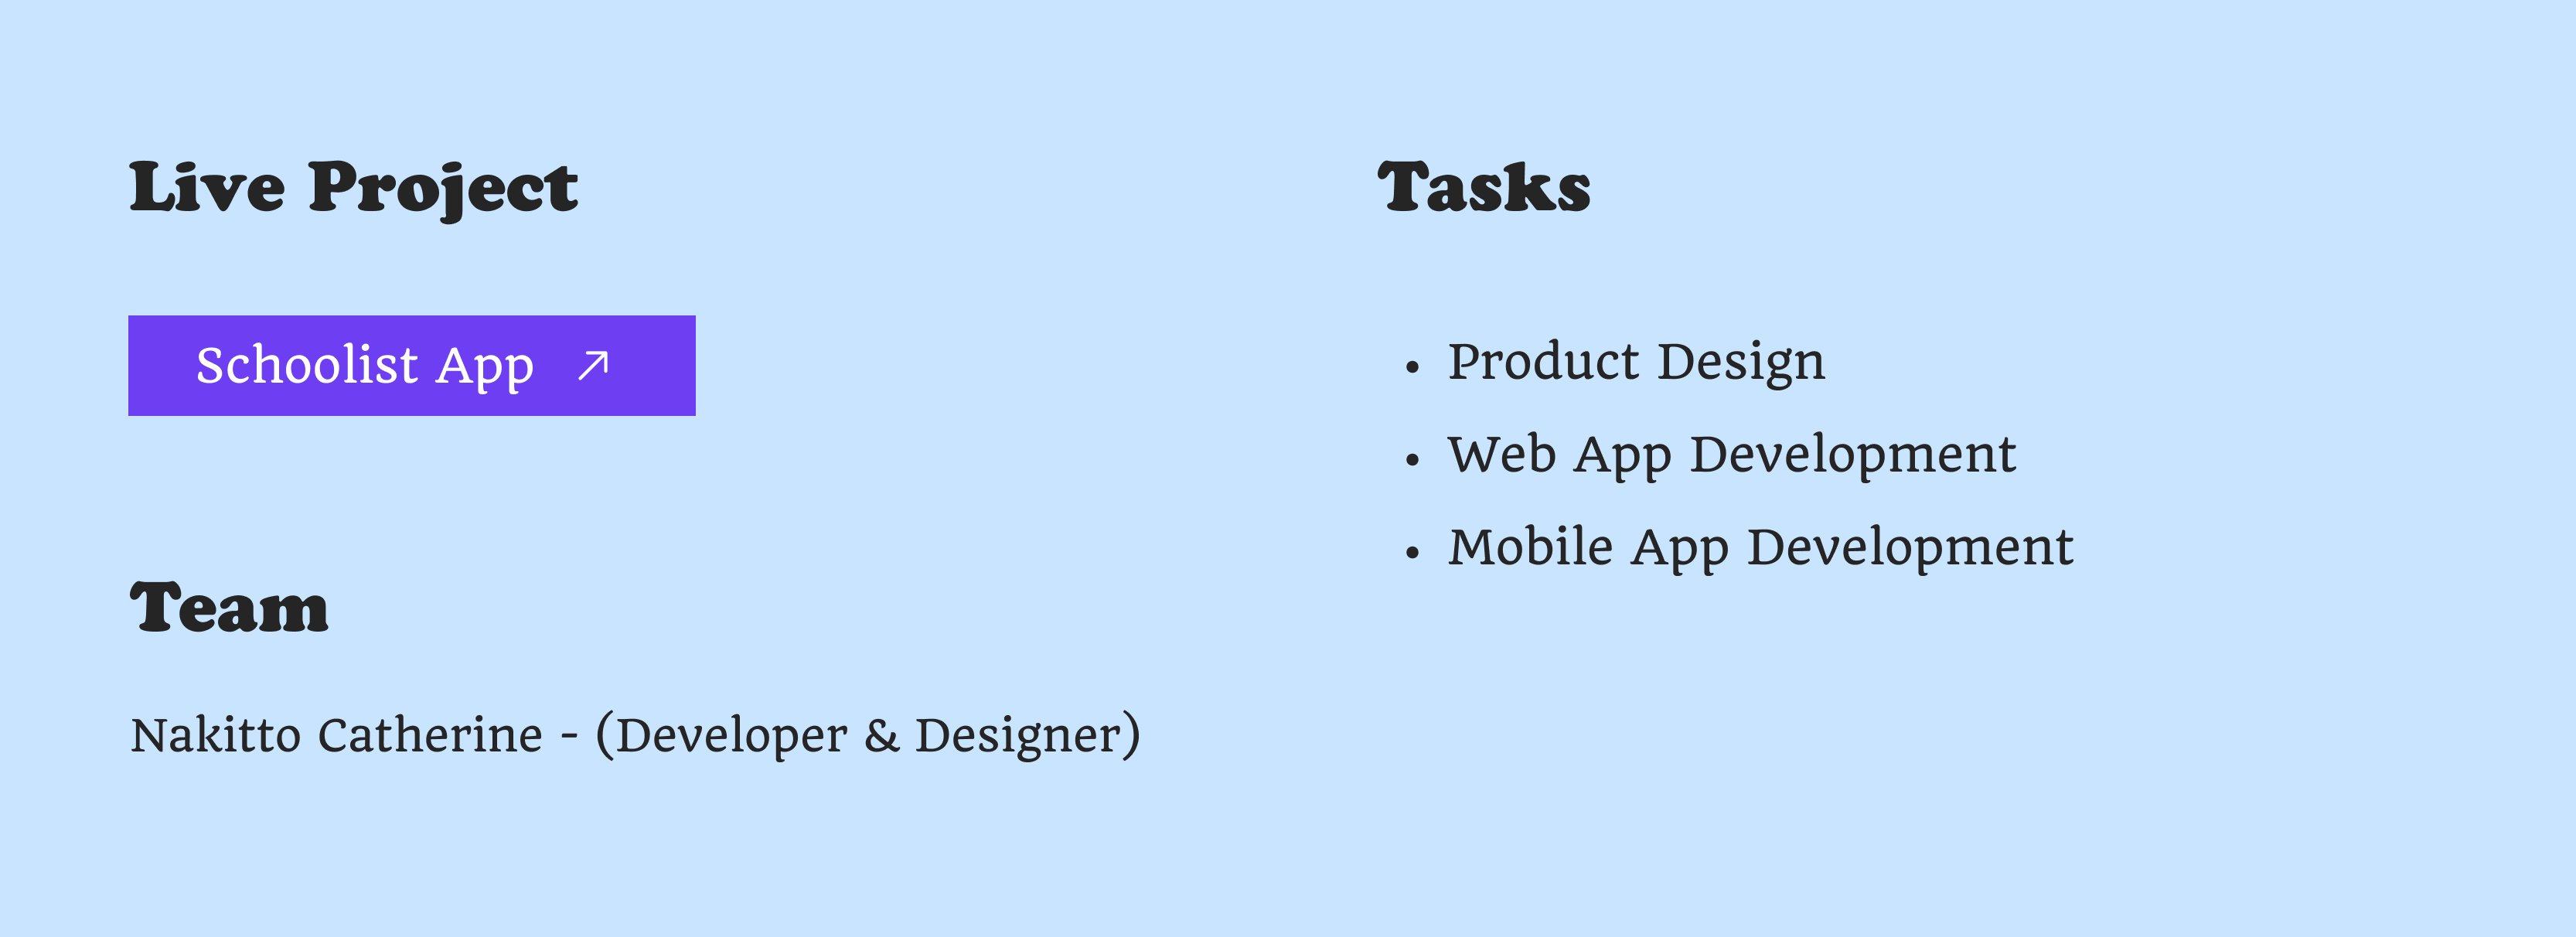 Live Project
Schoolist App
Team
Nakitto Catherine - (Developer & Designer)
Tasks
• Product Design
• Web App Development
• Mobile App Development